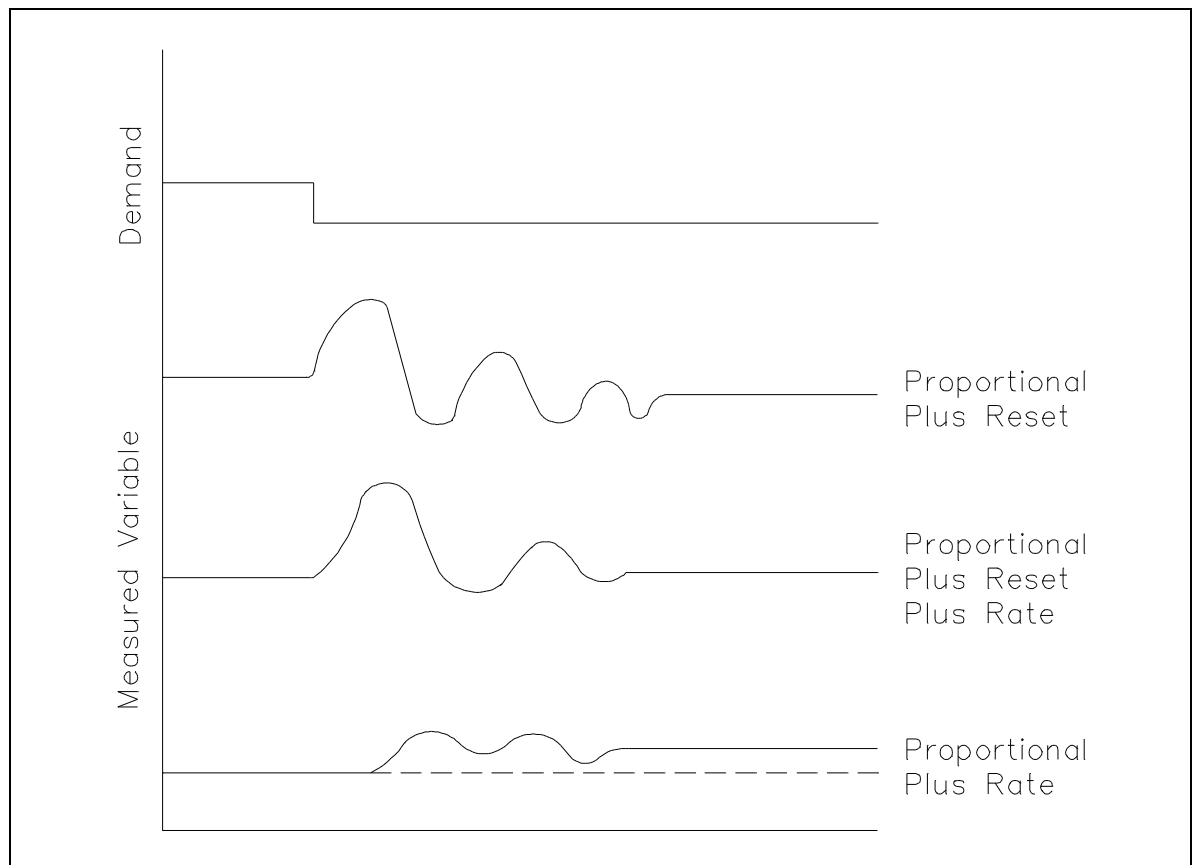 Demand
Measured Variable
Proportional
Plus Reset
Proportional
Plus Reset
Plus Rate
Proportional
Plus Rate